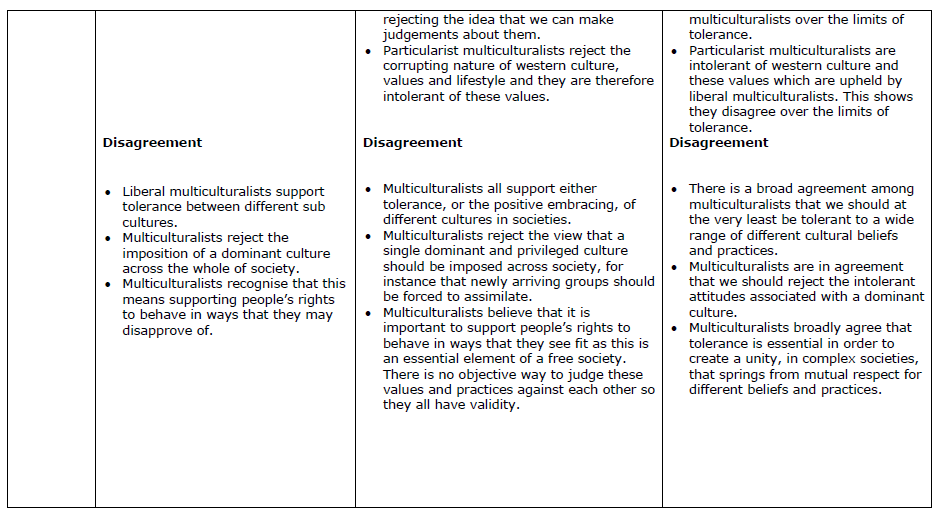 rejecting the idea that we can make
judgements about them.
• Particularist multiculturalists reject the
corrupting nature of western culture,
values and lifestyle and they are therefore
intolerant of these values.
multiculturalists over the limits of
tolerance.
• Particularist multiculturalists are
intolerant of western culture and
these values which are upheld by
liberal multiculturalists. This shows
they disagree over the limits of
tolerance.
Disagreement
• Liberal multiculturalists support
tolerance between different sub
cultures.
• Multiculturalists reject the
imposition of a dominant culture
across the whole of society.
• Multiculturalists recognise that this
means supporting people’s rights
to behave in ways that they may
disapprove of.
Disagreement
• Multiculturalists all support either
tolerance, or the positive embracing, of
different cultures in societies.
• Multiculturalists reject the view that a
single dominant and privileged culture
should be imposed across society, for
instance that newly arriving groups should
be forced to assimilate.
• Multiculturalists believe that it is
important to support people’s rights to
behave in ways that they see fit as this is
an essential element of a free society.
There is no objective way to judge these
values and practices against each other so
they all have validity.
Disagreement
• There is a broad agreement among
multiculturalists that we should at
the very least be tolerant to a wide
range of different cultural beliefs
and practices.
• Multiculturalists are in agreement
that we should reject the intolerant
attitudes associated with a dominant
culture.
• Multiculturalists broadly agree that
tolerance is essential in order to
create a unity, in complex societies,
that springs from mutual respect for
different beliefs and practices.